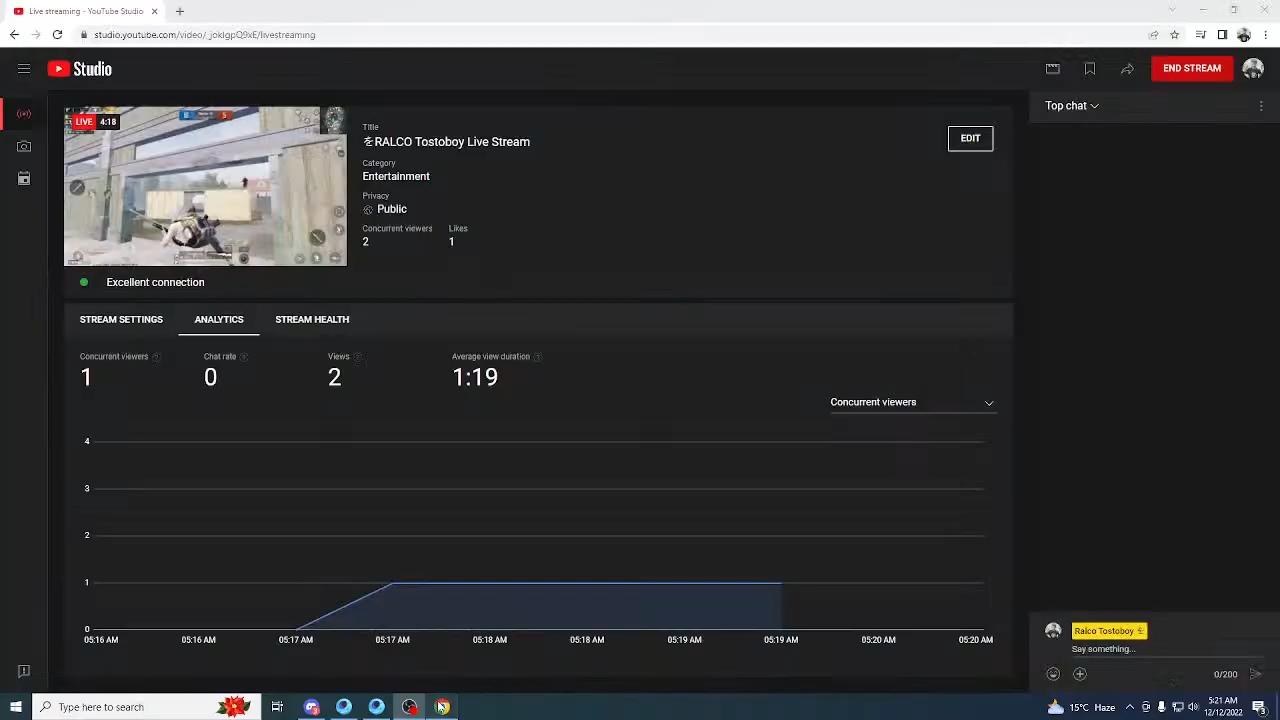 Live streaming - YouTube Studio
studio.youtube.com/video/_jokIgpQ9xE/livestreaming
Studio
END STREAM
LIVE 4:18
Title
RALCO Tostoboy Live Stream
EDIT
Category
Entertainment
Privacy
Public
Concurrent viewers Likes
2 1
Excellent connection
Top chat
STREAM SETTINGS ANALYTICS STREAM HEALTH
Concurrent viewers Chat rate Views Average view duration
1 0 2 1:19
Concurrent viewers
4
3
2
1
0
05:16 AM 05:16 AM 05:17 AM 05:17 AM 05:18 AM 05:18 AM 05:19 AM 05:19 AM 05:20 AM 05:20 AM
Ralco Tostoboy
Say something...
0/200
Type here to search
15°C Haze
5:21 AM
12/12/2022